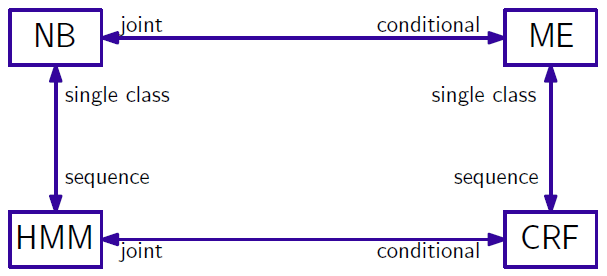 NB
joint
conditional
ME
single class
single class
sequence
sequence
HMM
joint
conditional
CRF